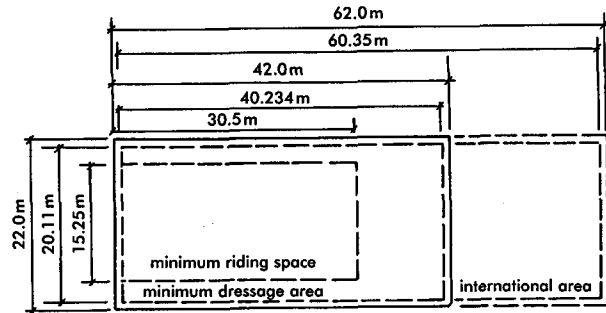 62.0m
60.35m
42.0m
40.234m
30.5m
22.0m
20.11m
15.25m
minimum riding space
minimum dressage area
international area